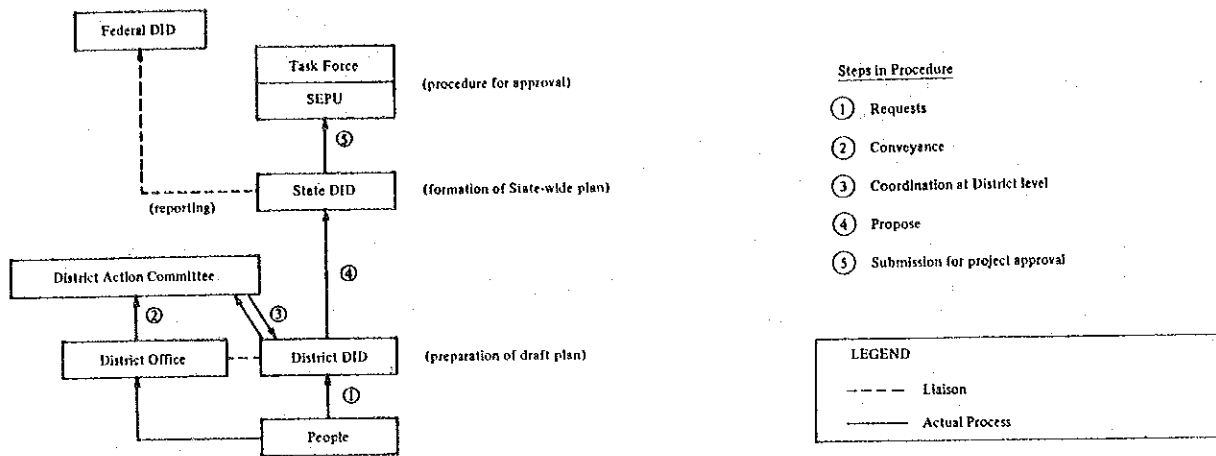 Federal DID
Task Force
SEPU
(procedure for approval)
⑤
State DID
(formation of State-wide plan)
(reporting)
District Action Committee
④
②
③
District Office
District DID
(preparation of draft plan)
①
People
Steps in Procedure
① Requests
② Conveyance
③ Coordination at District level
④ Propose
⑤ Submission for project approval
LEGEND
Liaison
Actual Process